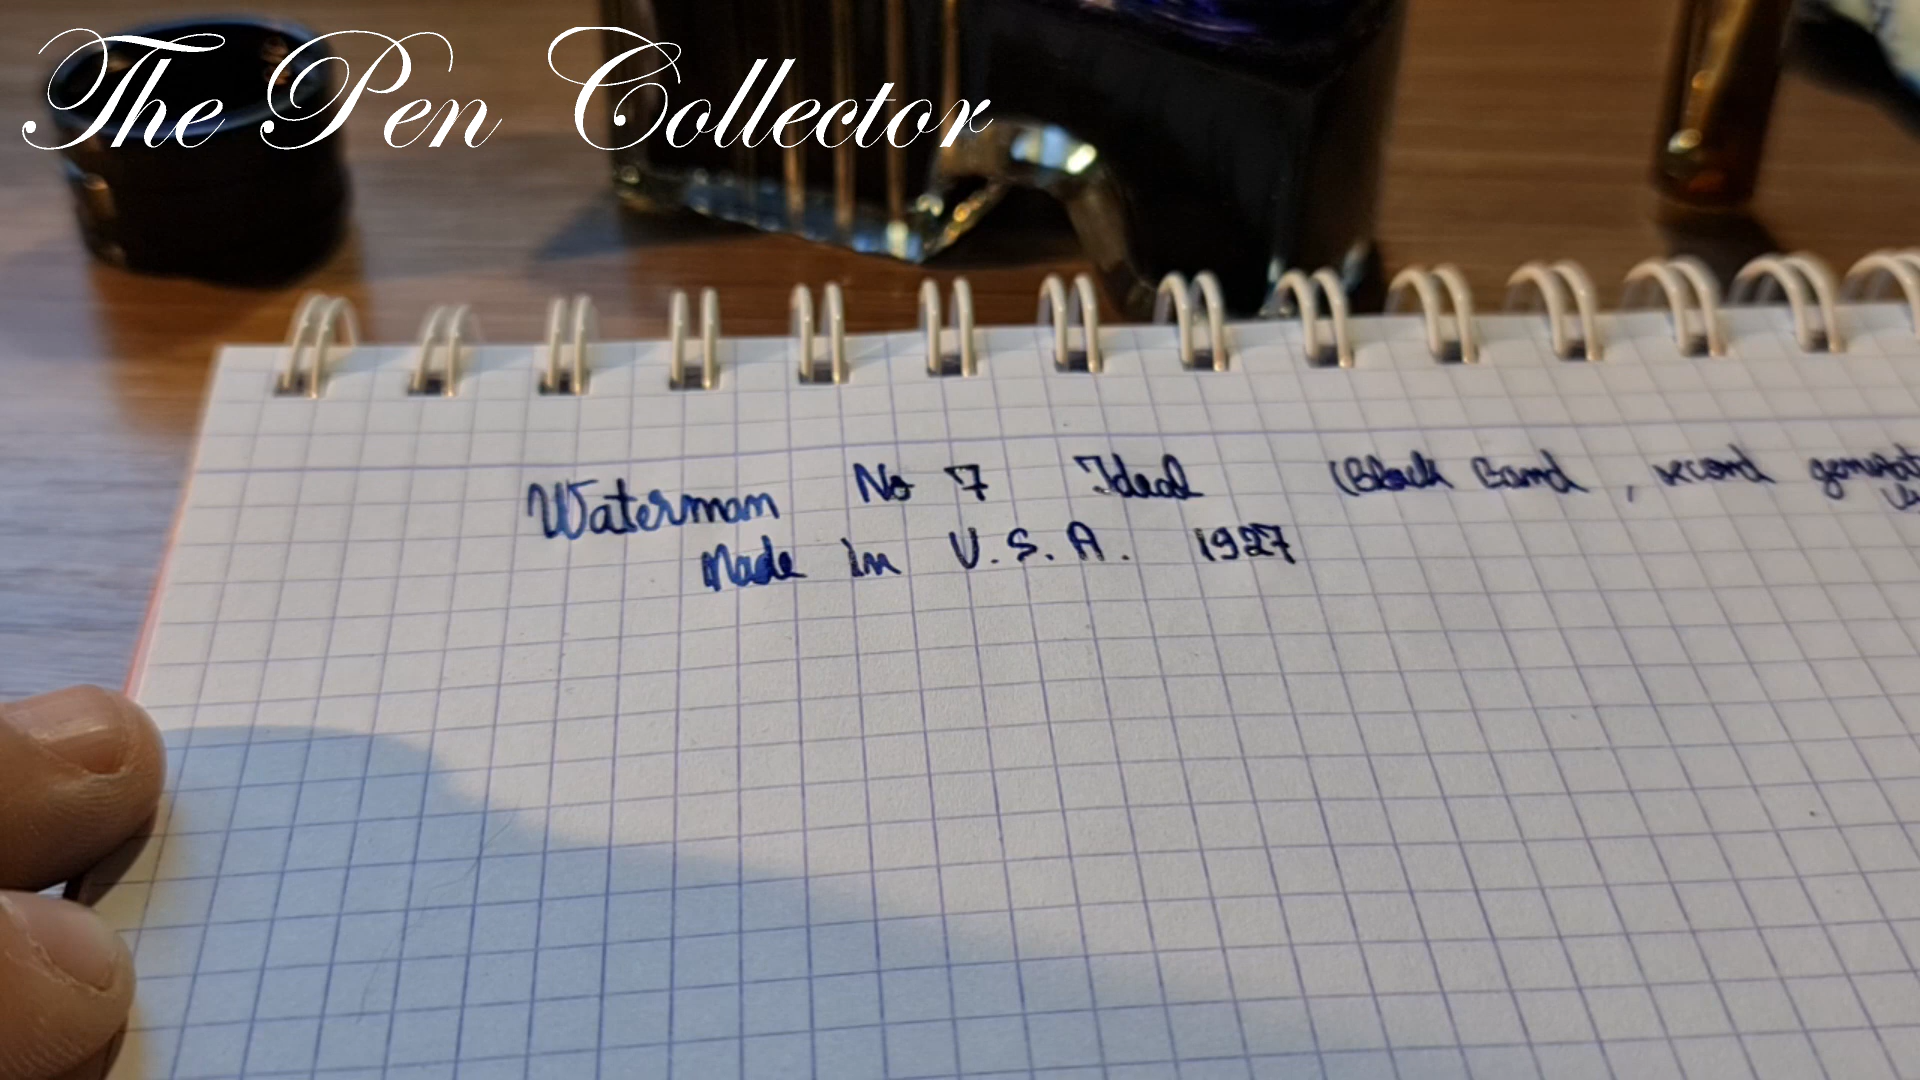 The Pen Collector
Waterman No 7 Ideal (Black Band, second
Made in U.S.A. 1927